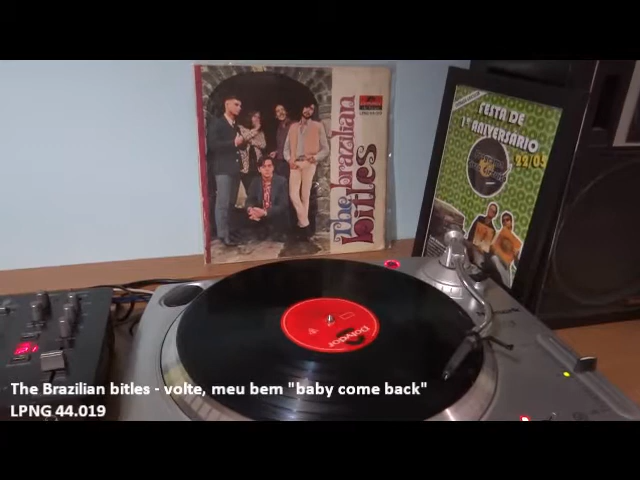 The
brazilian
bitles
FESTA DE
1º ANIVERSÁRIO
22/05
Polydor
The Brazilian bitles - volte, meu bem "baby come back"
LPNG 44.019